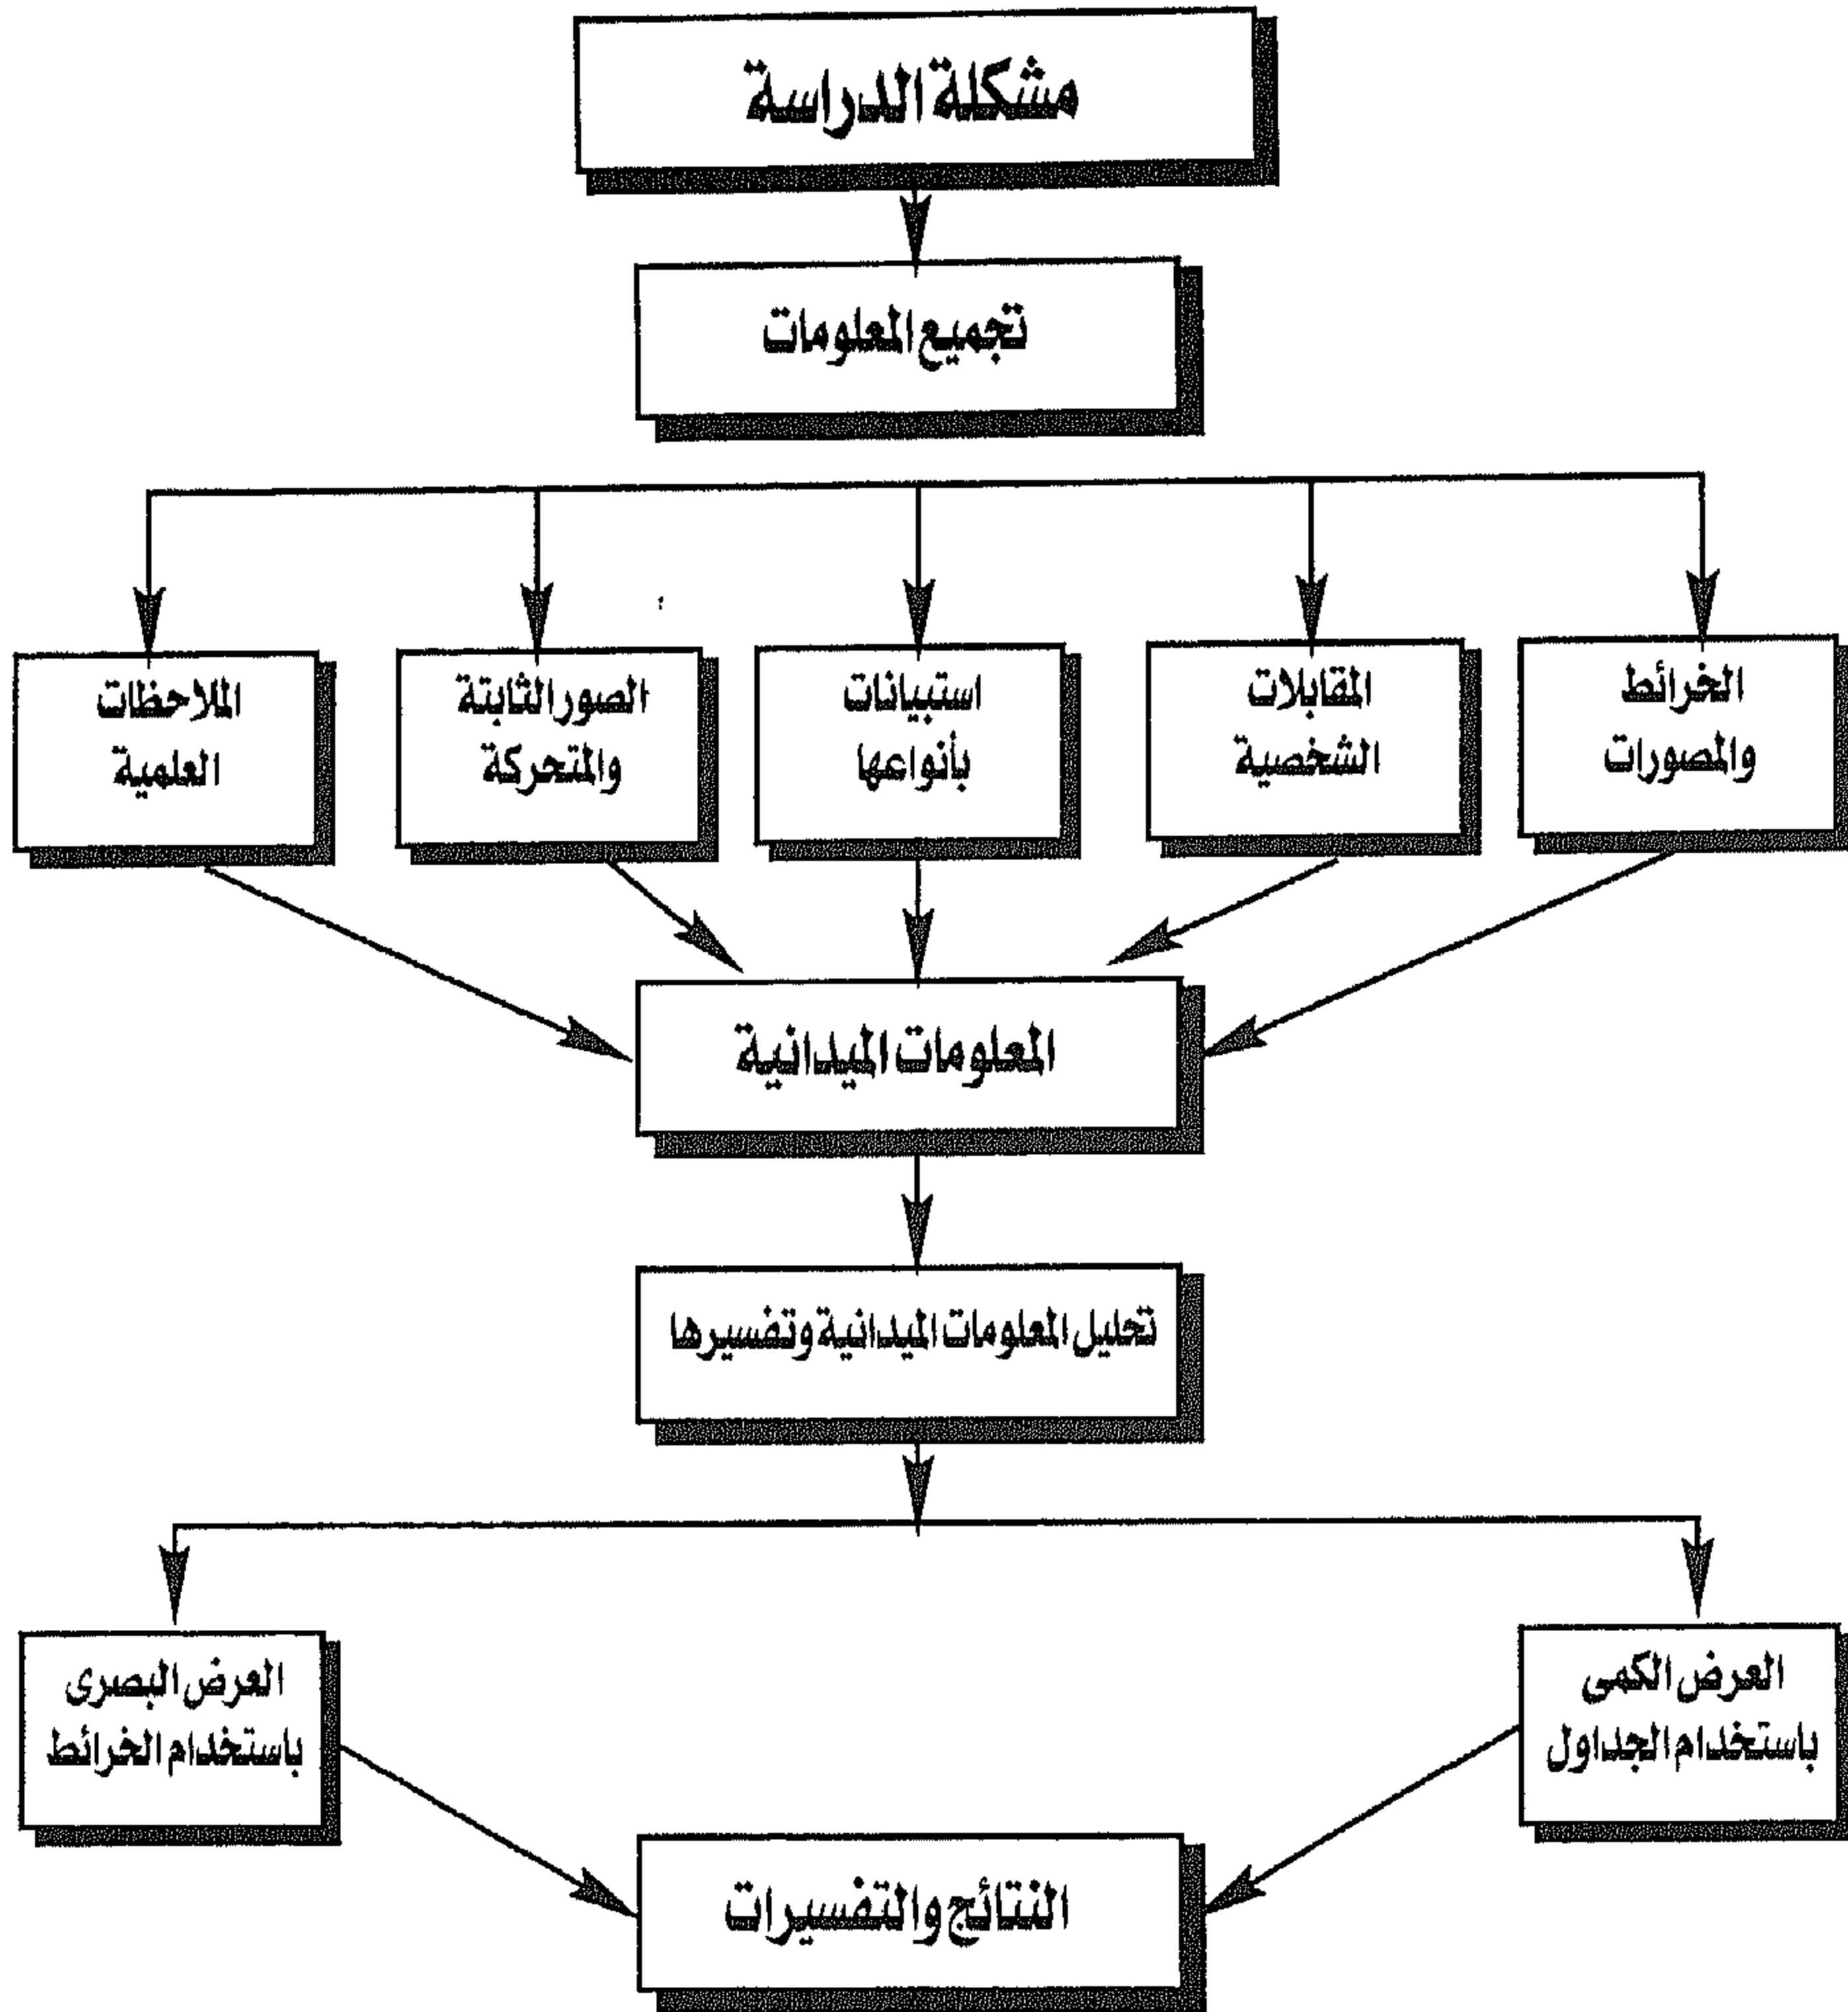 مشكلة الدراسة
تجميع المعلومات
الخرائط
والمصورات
المقابلات
الشخصية
استبيانات
بأنواعها
الصور الثابتة
والمتحركة
الملاحظات
العلمية
المعلومات الميدانية
تحليل المعلومات الميدانية وتفسيرها
العرض الكمى
باستخدام الجداول
العرض البصرى
باستخدام الخرائط
النتائج والتفسيرات